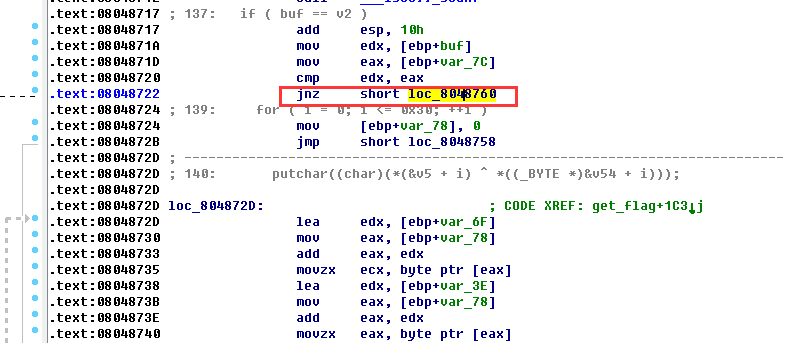 .text:08048717 ; 137:   if ( buf == v2 )
.text:08048717                 add     esp, 10h
.text:0804871A                 mov     edx, [ebp+buf]
.text:0804871D                 mov     eax, [ebp+var_7C]
.text:08048720                 cmp     edx, eax
.text:08048722                 jnz     short loc_8048760
.text:08048724 ; 139:     for ( i = 0; i <= 0x30; ++i )
.text:08048724                 mov     [ebp+var_78], 0
.text:0804872B                 jmp     short loc_8048758
.text:0804872D ; ---------------------------------------------------------------------------
.text:0804872D ; 140:       putchar((char)(*(&v5 + i) ^ *((_BYTE *)&v54 + i)));
.text:0804872D
.text:0804872D loc_804872D:                            ; CODE XREF: get_flag+1C3↓j
.text:0804872D                 lea     edx, [ebp+var_6F]
.text:08048730                 mov     eax, [ebp+var_78]
.text:08048733                 add     eax, edx
.text:08048735                 movzx   ecx, byte ptr [eax]
.text:08048738                 lea     edx, [ebp+var_3E]
.text:0804873B                 mov     eax, [ebp+var_78]
.text:0804873E                 add     eax, edx
.text:08048740                 movzx   eax, byte ptr [eax]